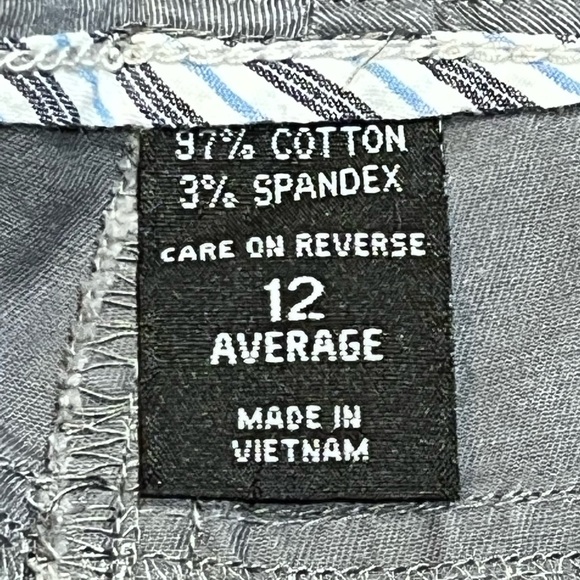 97% COTTON
3% SPANDEX
CARE ON REVERSE
12
AVERAGE
MADE IN
VIETNAM